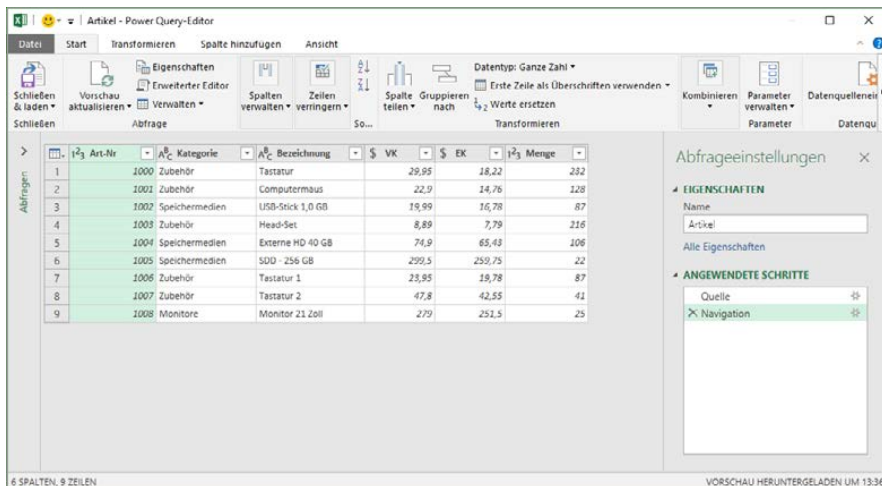 Artikel - Power Query-Editor
Datei Start Transformieren Spalte hinzufügen Ansicht
Schließen & laden
Schließen
Vorschau aktualisieren
Eigenschaften
Erweiterter Editor
Verwalten
Abfrage
Spalten verwalten
Zeilen verringern
So...
Spalte teilen
Gruppieren nach
Datentyp: Ganze Zahl
Erste Zeile als Überschriften verwenden
Werte ersetzen
Transformieren
Kombinieren
Parameter verwalten
Parameter
Datenquellenein
Datenqu
Abfragen
Art-Nr Kategorie Bezeichnung $ VK $ EK Menge
1 1000 Zubehör Tastatur 29,95 18,22 232
2 1001 Zubehör Computermaus 22,9 14,76 128
3 1002 Speichermedien USB-Stick 1,0 GB 19,99 16,78 87
4 1003 Zubehör Head-Set 8,89 7,79 216
5 1004 Speichermedien Externe HD 40 GB 74,9 65,43 106
6 1005 Speichermedien SDD - 256 GB 299,5 259,75 22
7 1006 Zubehör Tastatur 1 23,95 19,78 87
8 1007 Zubehör Tastatur 2 47,8 42,55 41
9 1008 Monitore Monitor 21 Zoll 279 251,5 25
Abfrageeinstellungen
EIGENSCHAFTEN
Name
Artikel
Alle Eigenschaften
ANGEWENDETE SCHRITTE
Quelle
Navigation
6 SPALTEN, 9 ZEILEN
VORSCHAU HERUNTERGELADEN UM 13:36